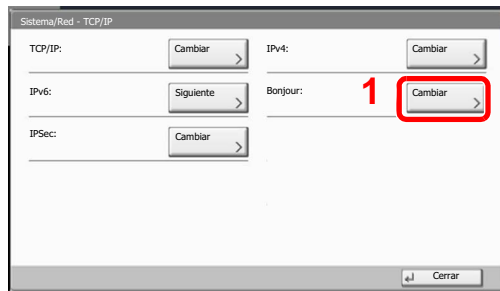 Sistema/Red - TCP/IP
TCP/IP: Cambiar IPv4: Cambiar
IPv6: Siguiente Bonjour: 1 Cambiar
IPSec: Cambiar
Cerrar